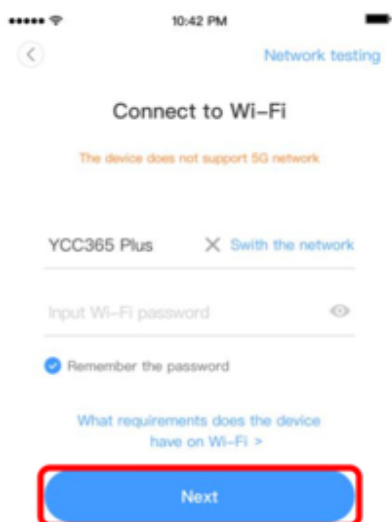 10:42 PM
Network testing
Connect to Wi-Fi
The device does not support 5G network
YCC365 Plus
Swith the network
Input Wi-Fi password
Remember the password
What requirements does the device
have on Wi-Fi >
Next